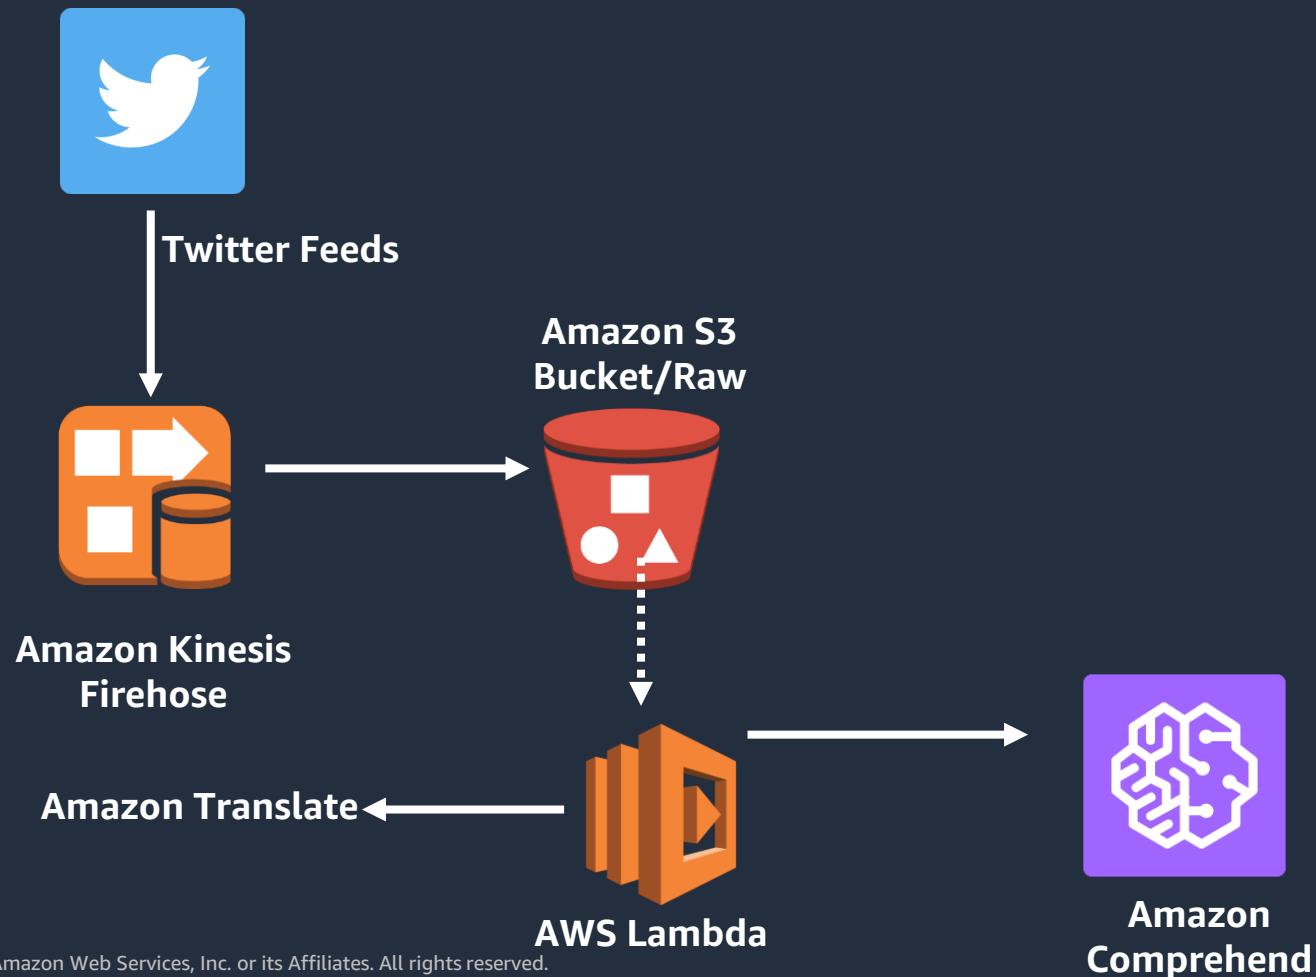 Twitter Feeds
Amazon S3
Bucket/Raw
Amazon Kinesis
Firehose
Amazon Translate
AWS Lambda
Amazon
Comprehend
Amazon Web Services, Inc. or its Affiliates. All rights reserved.